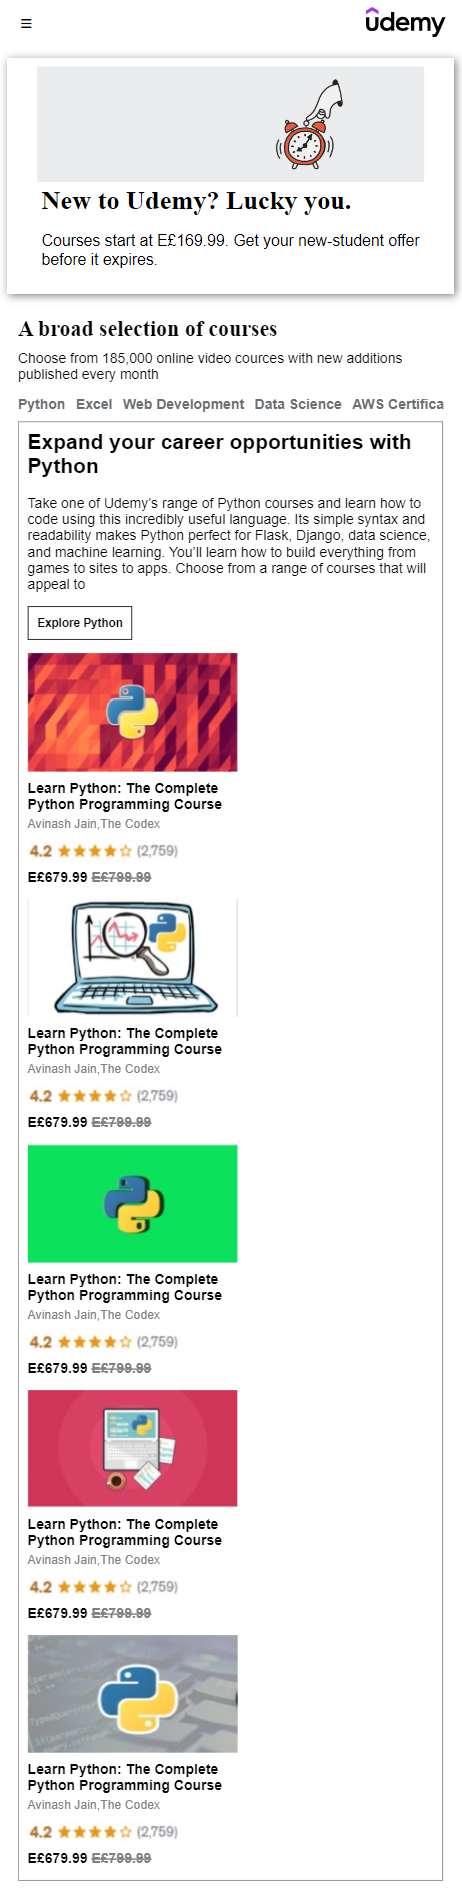 ☰
udemy
New to Udemy? Lucky you.
Courses start at E£169.99. Get your new-student offer
before it expires.
A broad selection of courses
Choose from 185,000 online video cources with new additions
published every month
Python Excel Web Development Data Science AWS Certifica
Expand your career opportunities with
Python
Take one of Udemy’s range of Python courses and learn how to
code using this incredibly useful language. Its simple syntax and
readability makes Python perfect for Flask, Django, data science,
and machine learning. You’ll learn how to build everything from
games to sites to apps. Choose from a range of courses that will
appeal to
Explore Python
Learn Python: The Complete
Python Programming Course
Avinash Jain,The Codex
4.2 ★★★★☆ (2,759)
E£679.99 E£799.99
Learn Python: The Complete
Python Programming Course
Avinash Jain,The Codex
4.2 ★★★★☆ (2,759)
E£679.99 E£799.99
Learn Python: The Complete
Python Programming Course
Avinash Jain,The Codex
4.2 ★★★★☆ (2,759)
E£679.99 E£799.99
Learn Python: The Complete
Python Programming Course
Avinash Jain,The Codex
4.2 ★★★★☆ (2,759)
E£679.99 E£799.99
Learn Python: The Complete
Python Programming Course
Avinash Jain,The Codex
4.2 ★★★★☆ (2,759)
E£679.99 E£799.99